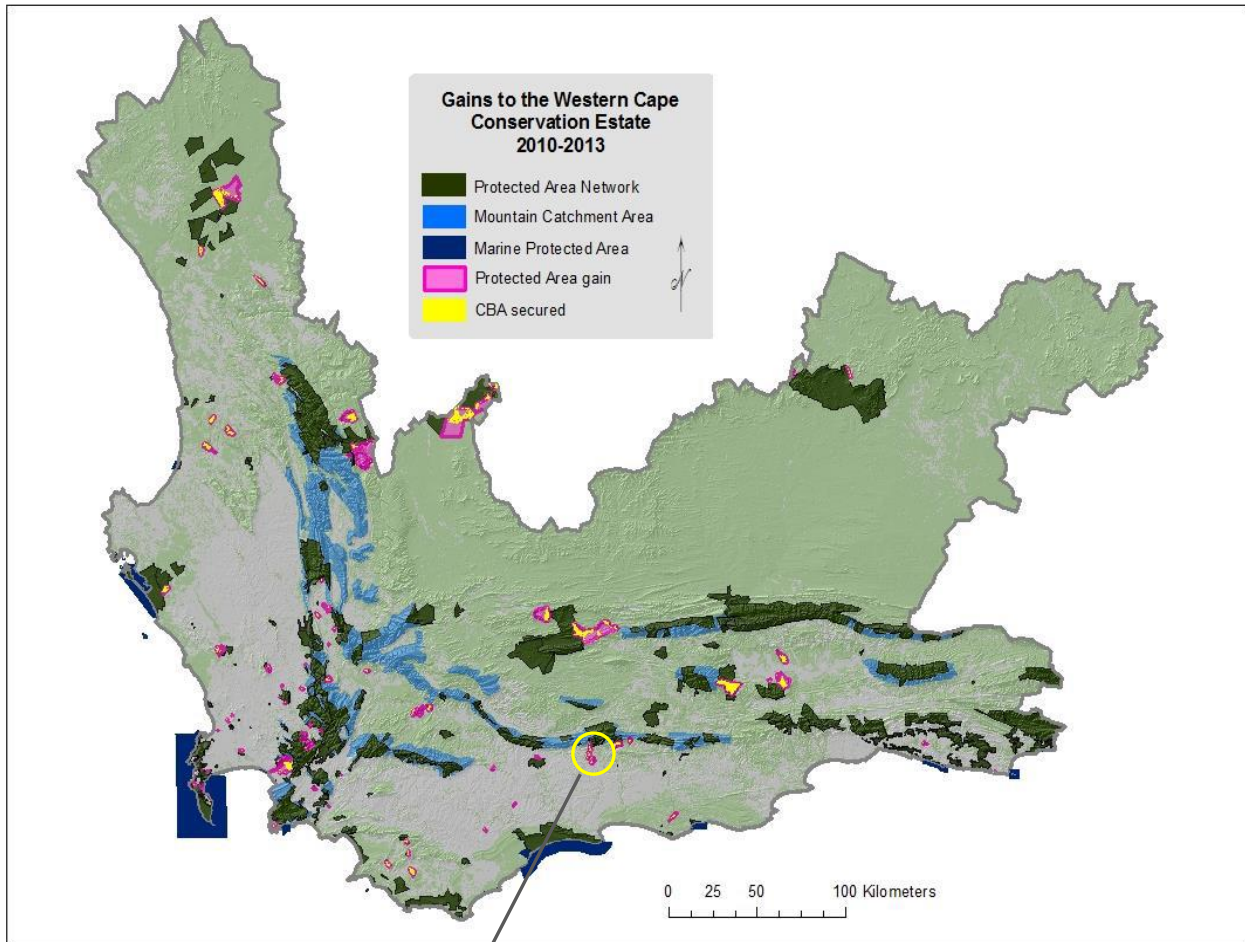 Gains to the Western Cape
Conservation Estate
2010-2013
Protected Area Network
Mountain Catchment Area
Marine Protected Area
Protected Area gain
CBA secured
N
0 25 50 100 Kilometers